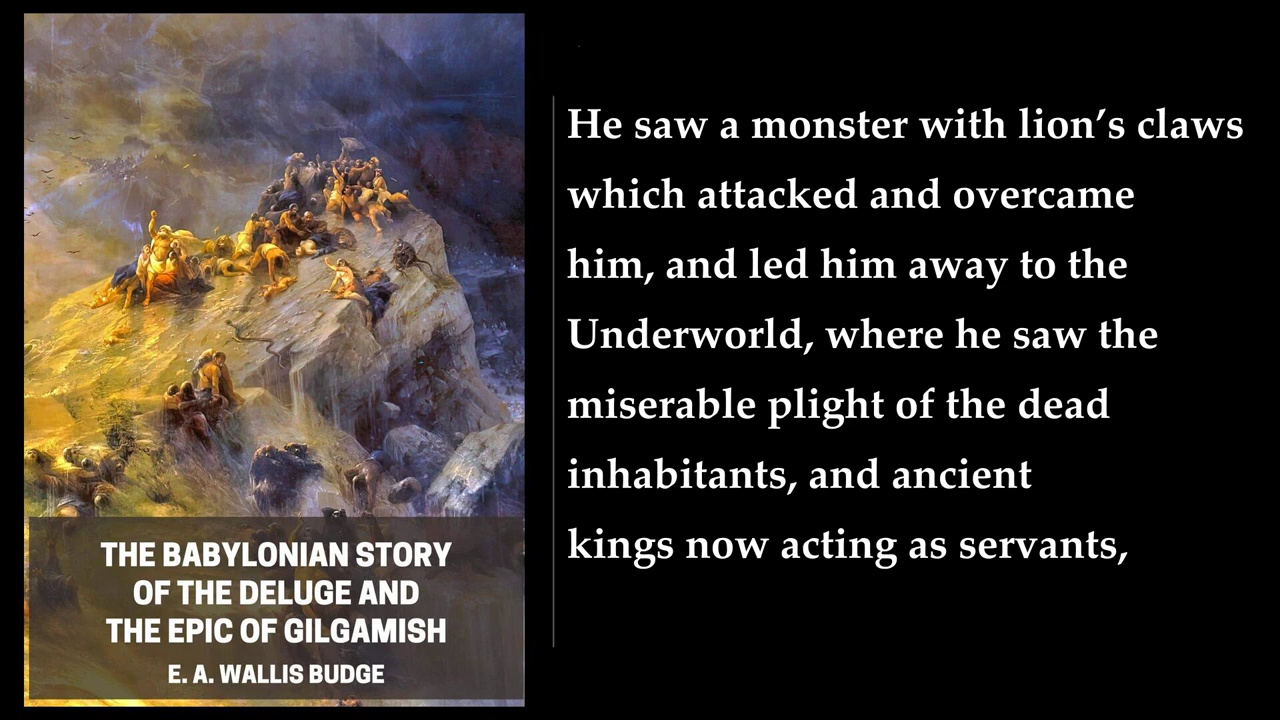 He saw a monster with lion’s claws
which attacked and overcame
him, and led him away to the
Underworld, where he saw the
miserable plight of the dead
inhabitants, and ancient
kings now acting as servants,
THE BABYLONIAN STORY
OF THE DELUGE AND
THE EPIC OF GILGAMISH
E. A. WALLIS BUDGE